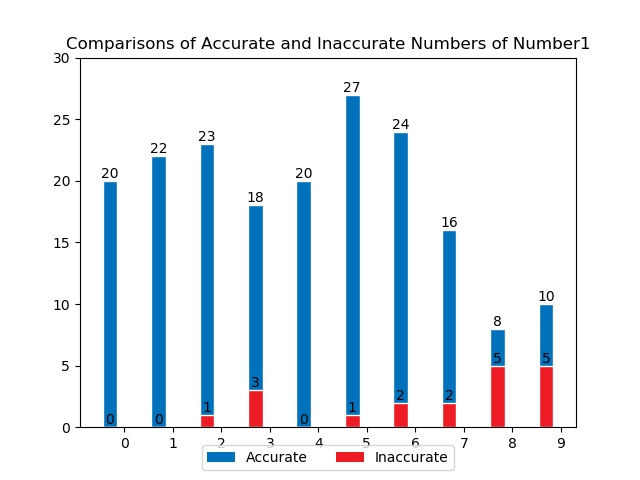 Comparisons of Accurate and Inaccurate Numbers of Number1
30
25
20
15
10
5
0
20 22 23 18 20 27 24 16 8 10
0 0 1 3 0 1 2 2 5 5
0 1 2 3 4 5 6 7 8 9
Accurate Inaccurate